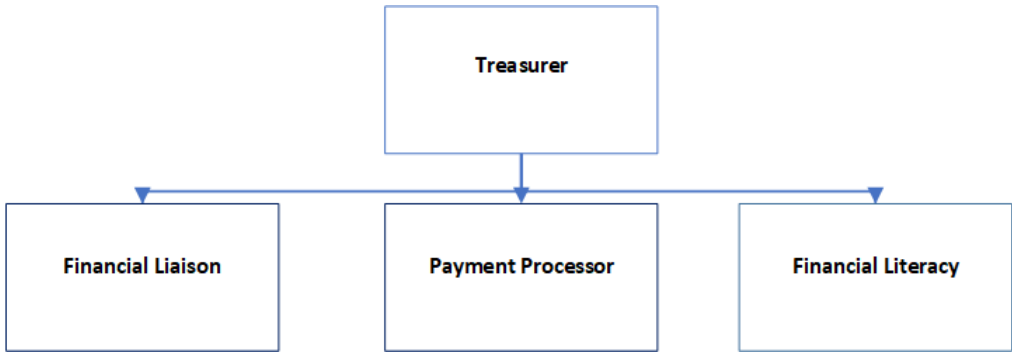 Treasurer
Financial Liaison
Payment Processor
Financial Literacy